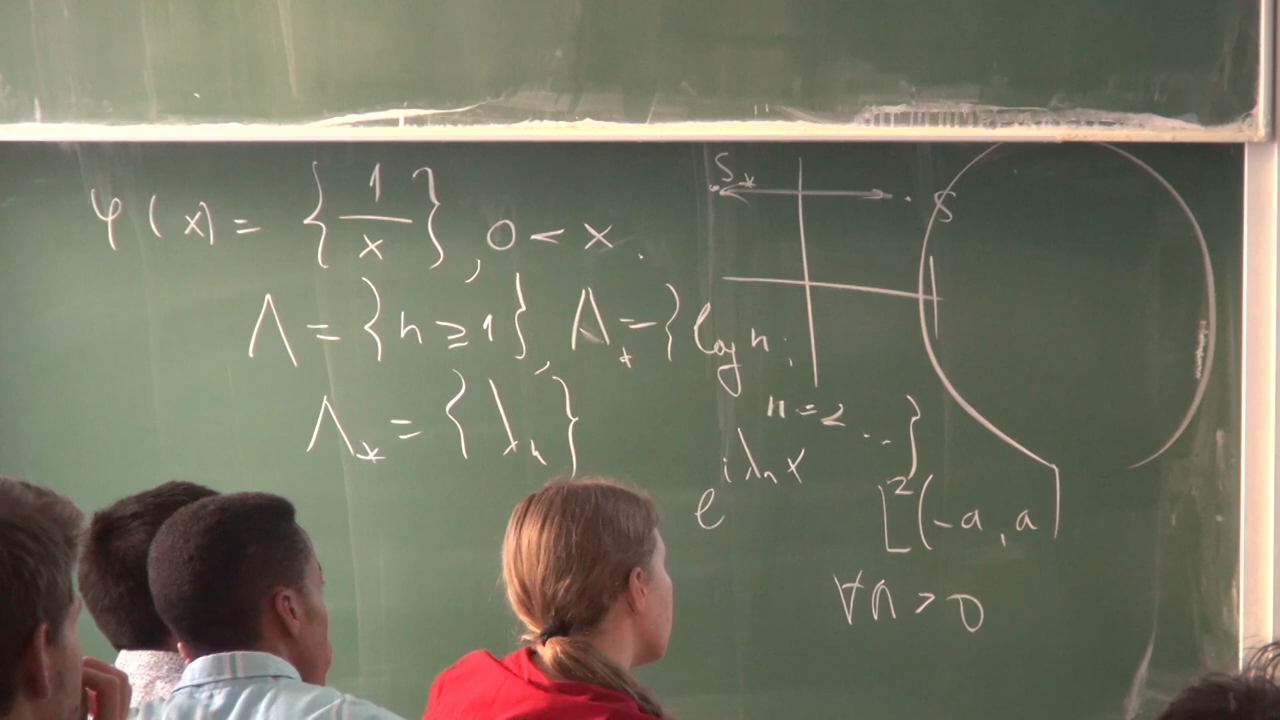 φ(x) = { 1/x }, 0 < x.
Λ = { n ≥ 1 }, Λ* = { log n;
n = 2 ... }
Λ* = { λn }
S* S
e^{iλn x}
L²(-a, a)
∀a > 0